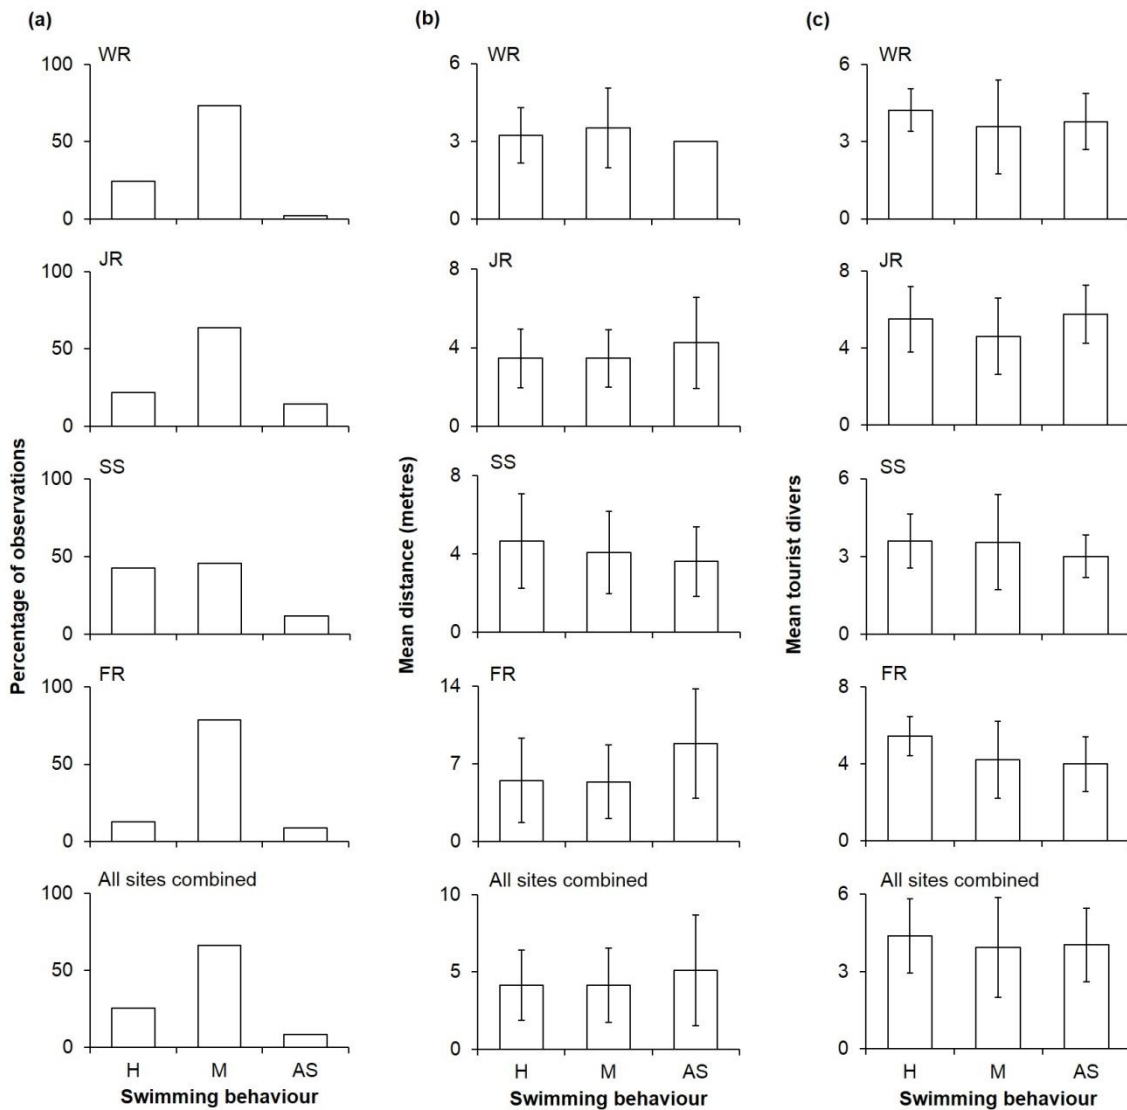 (a) (b) (c)
WR WR WR
100 6 6
50 3 3
0 0 0
JR JR JR
100 8 8
50 4 4
0 0 0
SS SS SS
100 8 6
50 4 3
0 0 0
FR FR FR
100 14 8
50 7 4
0 0 0
All sites combined All sites combined All sites combined
100 10 6
50 5 3
0 0 0
H M AS H M AS H M AS
Swimming behaviour Swimming behaviour Swimming behaviour
Percentage of observations
Mean distance (metres)
Mean tourist divers